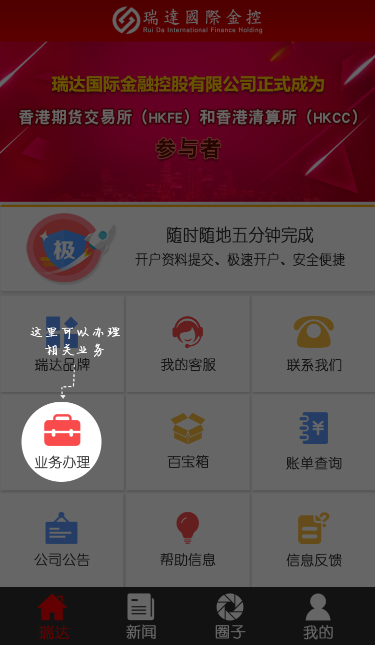 瑞達國際金控
Rui Da International Finance Holding
瑞达国际金融控股有限公司正式成为
香港期货交易所（HKFE）和香港清算所（HKCC）
参与者
极
随时随地五分钟完成
开户资料提交、极速开户、安全便捷
这里可以办理
相关业务
瑞达品牌
我的客服
联系我们
业务办理
百宝箱
账单查询
公司公告
帮助信息
信息反馈
瑞达
新闻
圈子
我的